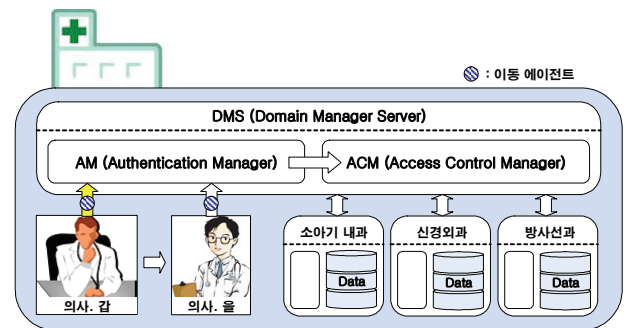 : 이동 에이전트
DMS (Domain Manager Server)
AM (Authentication Manager)
ACM (Access Control Manager)
소아기 내과
신경외과
방사선과
Data
Data
Data
의사. 갑
의사. 을